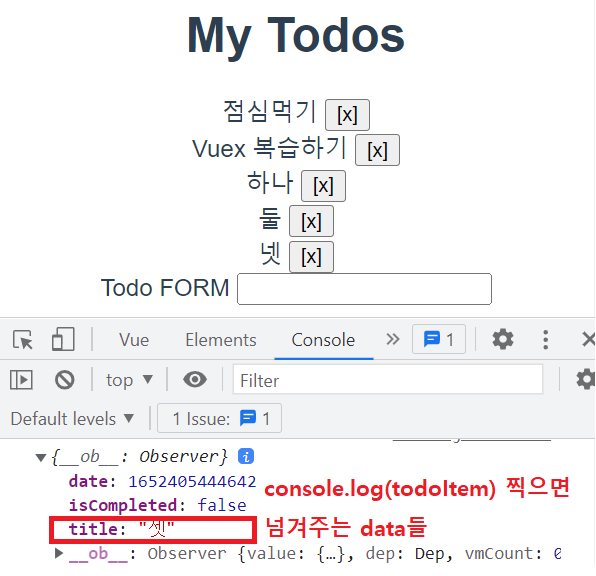 My Todos
점심먹기 [x]
Vuex 복습하기 [x]
하나 [x]
둘 [x]
넷 [x]
Todo FORM
Vue Elements Console » 1
top ▼ Filter
Default levels ▼ 1 Issue: 1
▼{__ob__: Observer} i
date: 1652405444642
isCompleted: false
console.log(todoItem) 찍으면
title: "셋"
넘겨주는 data들
▶ __ob__: Observer {value: {…}, dep: Dep, vmCount: 0